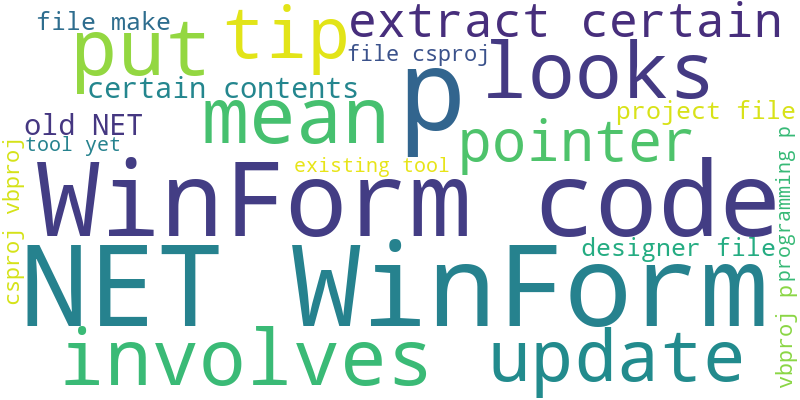 file make
put
tip
extract certain
file csproj
looks
certain contents
p
mean
project file
old NET
pointer
tool yet
existing tool
csproj vbproj
WinForm code
programming p
designer file
NET WinForm
vbproj p
involves
update